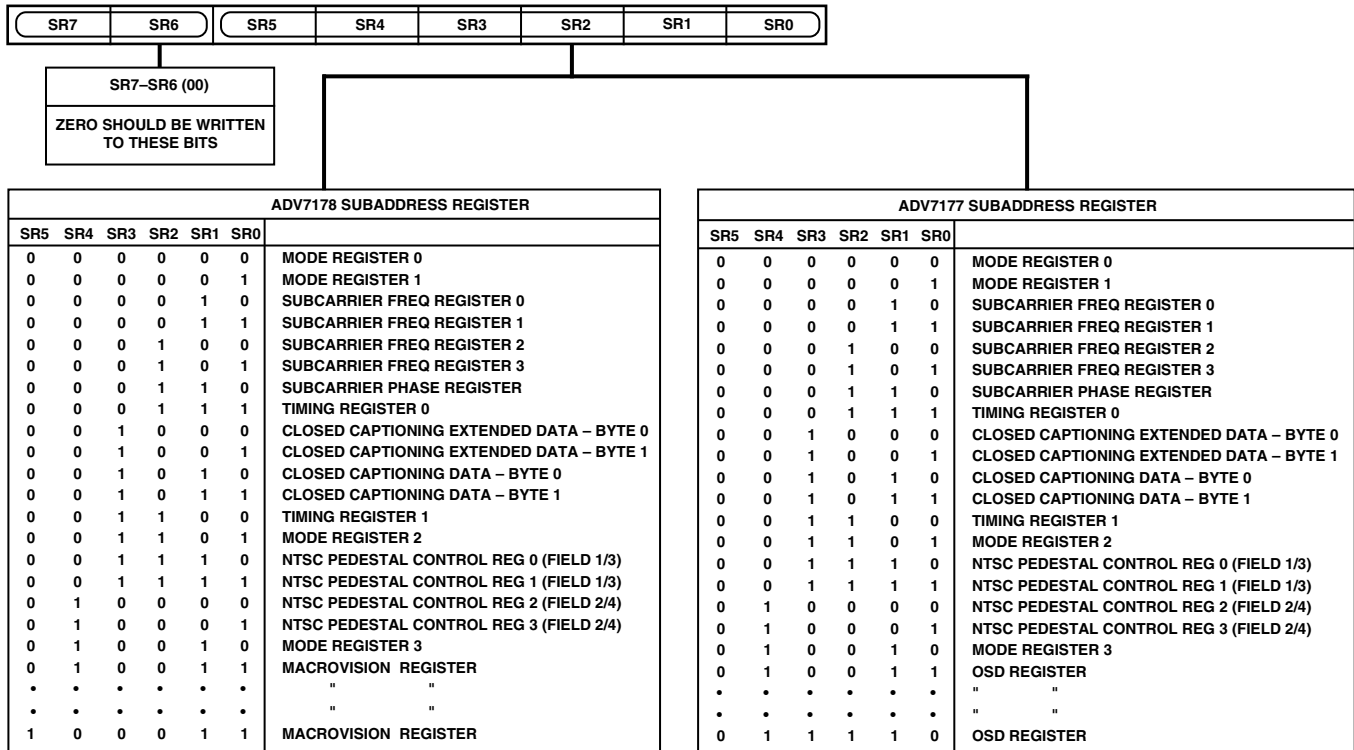 SR7 SR6 SR5 SR4 SR3 SR2 SR1 SR0
SR7–SR6 (00)
ZERO SHOULD BE WRITTEN
TO THESE BITS
ADV7178 SUBADDRESS REGISTER
SR5 SR4 SR3 SR2 SR1 SR0
0 0 0 0 0 0 MODE REGISTER 0
0 0 0 0 0 1 MODE REGISTER 1
0 0 0 0 1 0 SUBCARRIER FREQ REGISTER 0
0 0 0 0 1 1 SUBCARRIER FREQ REGISTER 1
0 0 0 1 0 0 SUBCARRIER FREQ REGISTER 2
0 0 0 1 0 1 SUBCARRIER FREQ REGISTER 3
0 0 0 1 1 0 SUBCARRIER PHASE REGISTER
0 0 0 1 1 1 TIMING REGISTER 0
0 0 1 0 0 0 CLOSED CAPTIONING EXTENDED DATA – BYTE 0
0 0 1 0 0 1 CLOSED CAPTIONING EXTENDED DATA – BYTE 1
0 0 1 0 1 0 CLOSED CAPTIONING DATA – BYTE 0
0 0 1 0 1 1 CLOSED CAPTIONING DATA – BYTE 1
0 0 1 1 0 0 TIMING REGISTER 1
0 0 1 1 0 1 MODE REGISTER 2
0 0 1 1 1 0 NTSC PEDESTAL CONTROL REG 0 (FIELD 1/3)
0 0 1 1 1 1 NTSC PEDESTAL CONTROL REG 1 (FIELD 1/3)
0 1 0 0 0 0 NTSC PEDESTAL CONTROL REG 2 (FIELD 2/4)
0 1 0 0 0 1 NTSC PEDESTAL CONTROL REG 3 (FIELD 2/4)
0 1 0 0 1 0 MODE REGISTER 3
0 1 0 0 1 1 MACROVISION REGISTER
• • • • • • " "
• • • • • • " "
1 0 0 0 1 1 MACROVISION REGISTER
ADV7177 SUBADDRESS REGISTER
SR5 SR4 SR3 SR2 SR1 SR0
0 0 0 0 0 0 MODE REGISTER 0
0 0 0 0 0 1 MODE REGISTER 1
0 0 0 0 1 0 SUBCARRIER FREQ REGISTER 0
0 0 0 0 1 1 SUBCARRIER FREQ REGISTER 1
0 0 0 1 0 0 SUBCARRIER FREQ REGISTER 2
0 0 0 1 0 1 SUBCARRIER FREQ REGISTER 3
0 0 0 1 1 0 SUBCARRIER PHASE REGISTER
0 0 0 1 1 1 TIMING REGISTER 0
0 0 1 0 0 0 CLOSED CAPTIONING EXTENDED DATA – BYTE 0
0 0 1 0 0 1 CLOSED CAPTIONING EXTENDED DATA – BYTE 1
0 0 1 0 1 0 CLOSED CAPTIONING DATA – BYTE 0
0 0 1 0 1 1 CLOSED CAPTIONING DATA – BYTE 1
0 0 1 1 0 0 TIMING REGISTER 1
0 0 1 1 0 1 MODE REGISTER 2
0 0 1 1 1 0 NTSC PEDESTAL CONTROL REG 0 (FIELD 1/3)
0 0 1 1 1 1 NTSC PEDESTAL CONTROL REG 1 (FIELD 1/3)
0 1 0 0 0 0 NTSC PEDESTAL CONTROL REG 2 (FIELD 2/4)
0 1 0 0 0 1 NTSC PEDESTAL CONTROL REG 3 (FIELD 2/4)
0 1 0 0 1 0 MODE REGISTER 3
0 1 0 0 1 1 OSD REGISTER
• • • • • • " "
• • • • • • " "
0 1 1 1 1 0 OSD REGISTER